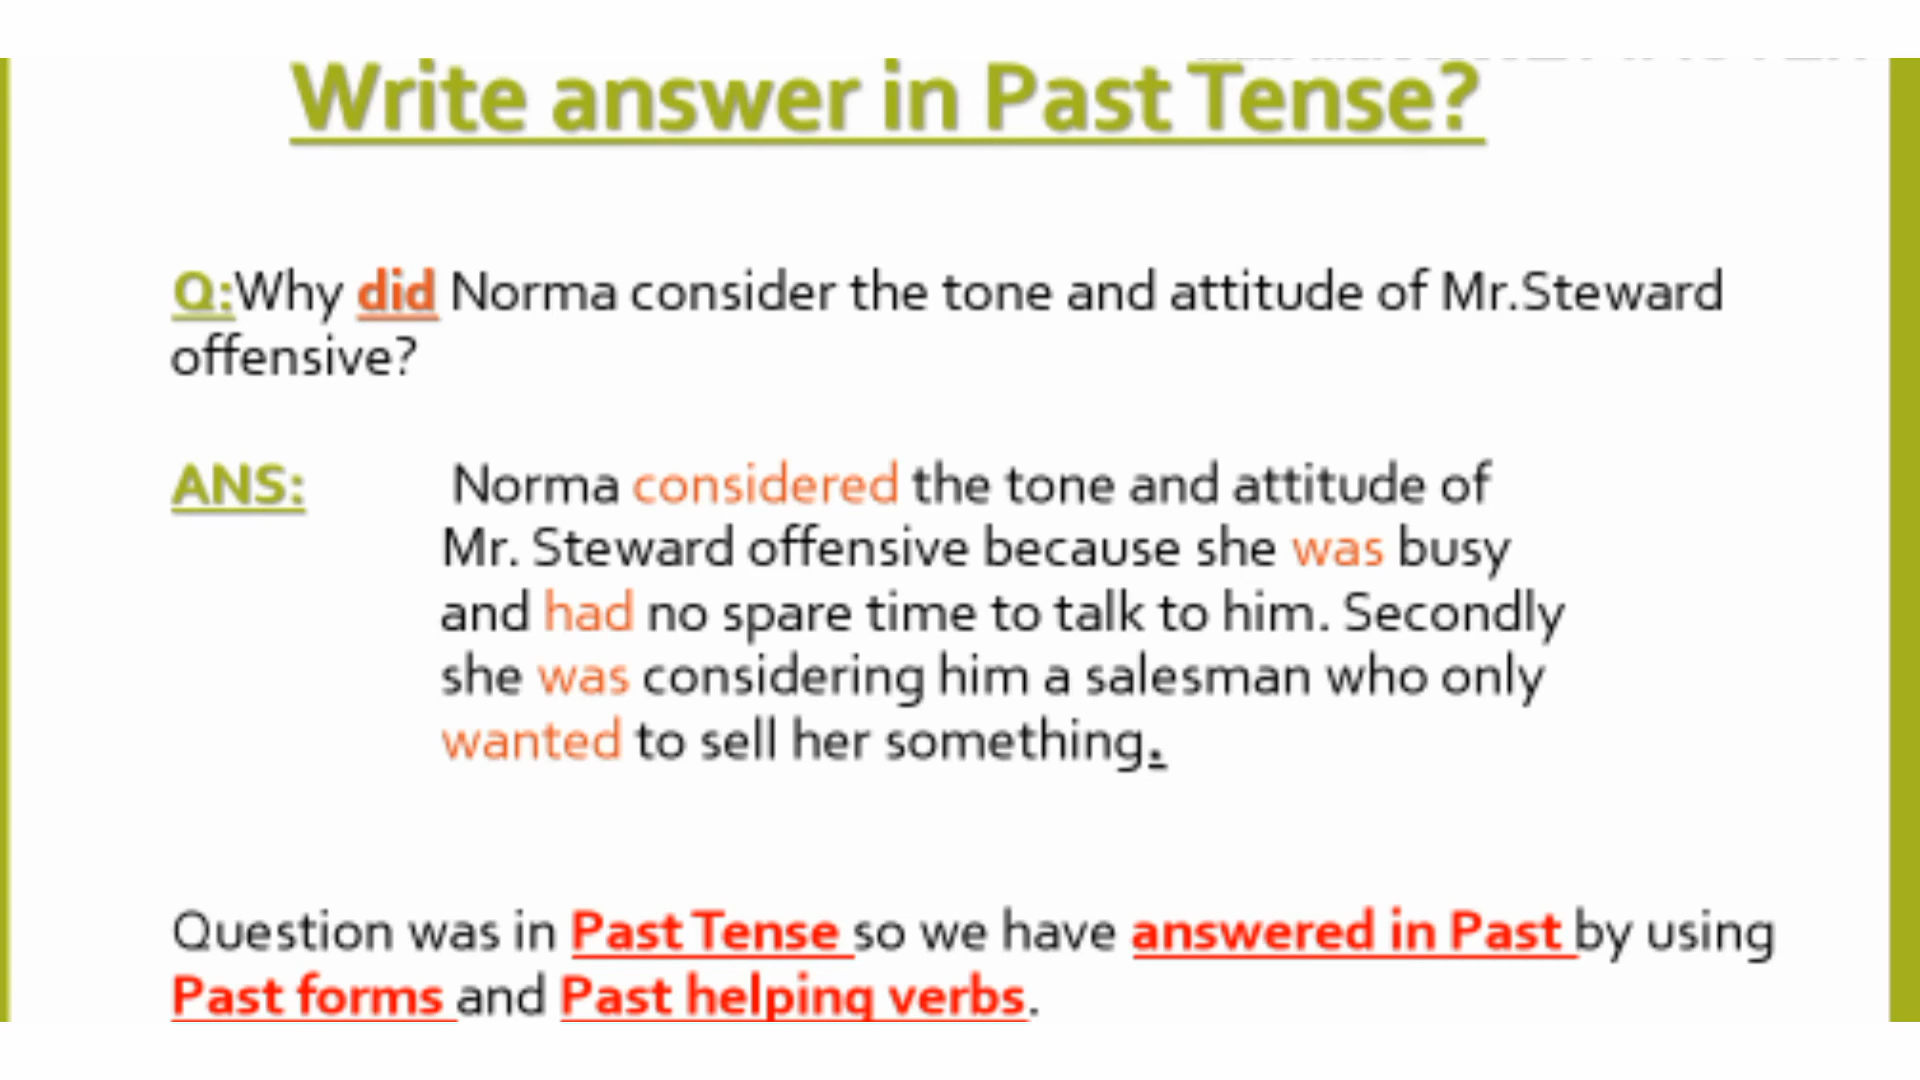 Write answer in Past Tense?
Q:Why did Norma consider the tone and attitude of Mr.Steward
offensive?
ANS: Norma considered the tone and attitude of
Mr. Steward offensive because she was busy
and had no spare time to talk to him. Secondly
she was considering him a salesman who only
wanted to sell her something.
Question was in Past Tense so we have answered in Past by using
Past forms and Past helping verbs.